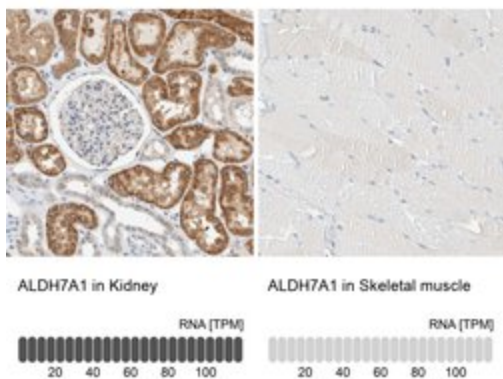 ALDH7A1 in Kidney
ALDH7A1 in Skeletal muscle
RNA [TPM]
RNA [TPM]
20 40 60 80 100
20 40 60 80 100